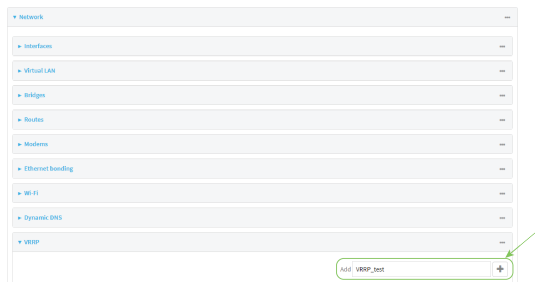 Network
Interfaces
Virtual LAN
Bridges
Routes
Modems
Ethernet bonding
Wi-Fi
Dynamic DNS
VRRP
Add VRRP_test